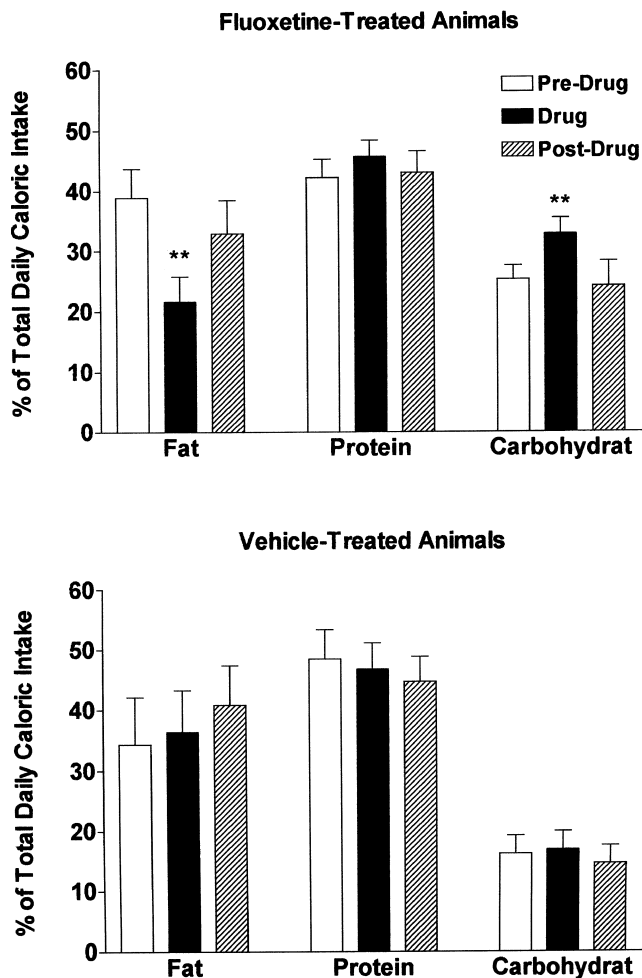 Fluoxetine-Treated Animals
% of Total Daily Caloric Intake
60
50
40
30
20
10
0
Pre-Drug
Drug
Post-Drug
**
**
Fat Protein Carbohydrat
Vehicle-Treated Animals
% of Total Daily Caloric Intake
60
50
40
30
20
10
0
Fat Protein Carbohydrat